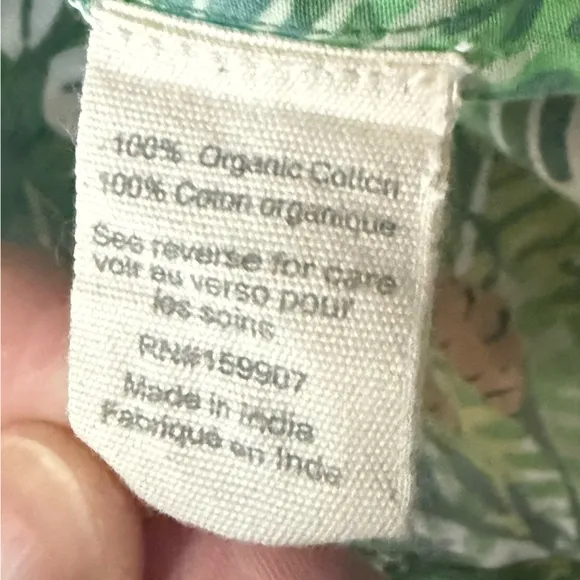 100% Organic Cotton
100% Coton organique
See reverse for care
voir au verso pour
les soins
RN#159907
Made in India
Fabriqué en Inde